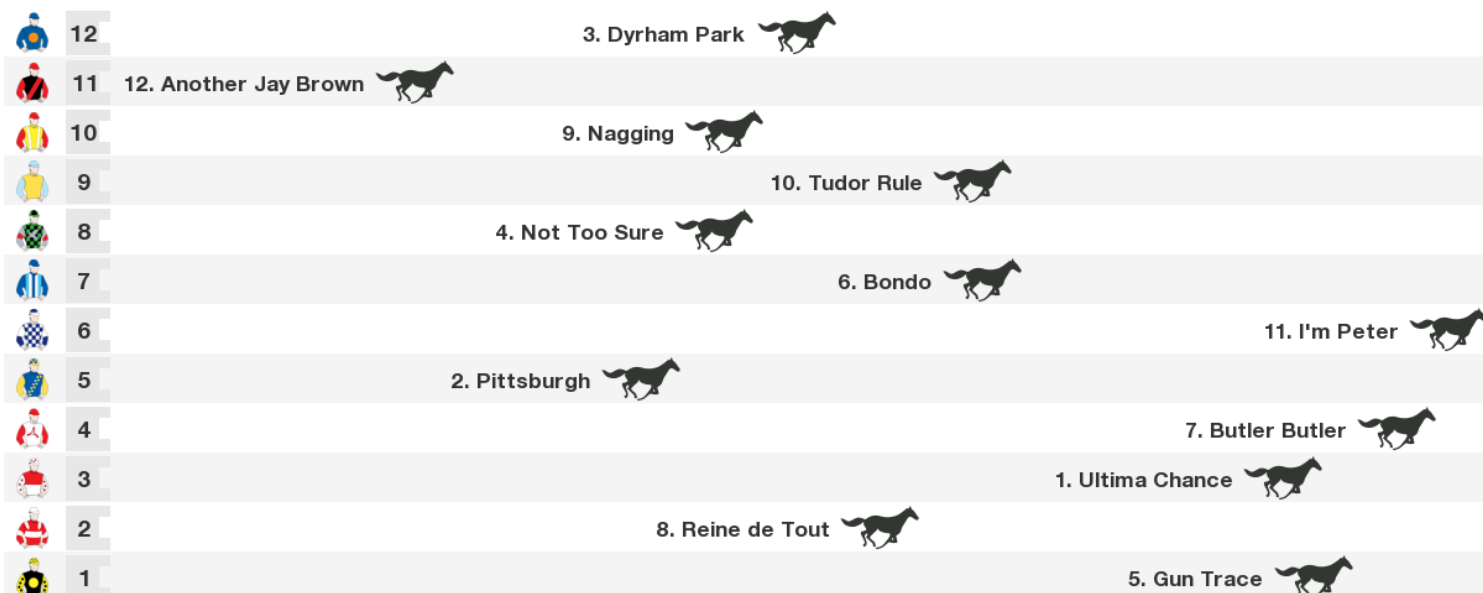 12 3. Dyrham Park
11 12. Another Jay Brown
10 9. Nagging
9 10. Tudor Rule
8 4. Not Too Sure
7 6. Bondo
6 11. I'm Peter
5 2. Pittsburgh
4 7. Butler Butler
3 1. Ultima Chance
2 8. Reine de Tout
1 5. Gun Trace